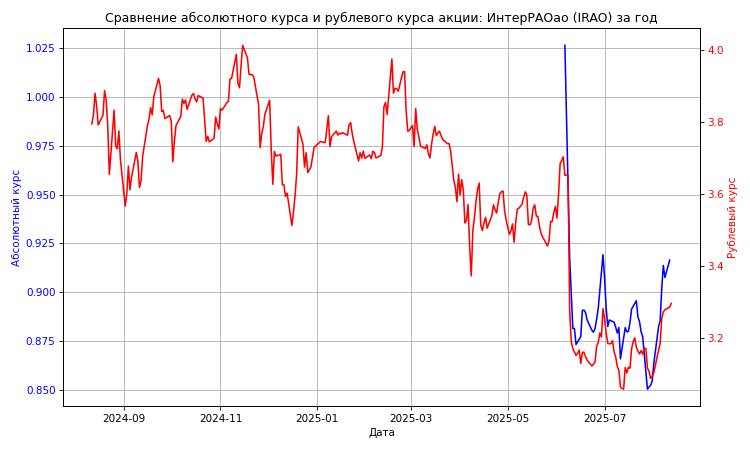 Сравнение абсолютного курса и рублевого курса акции: ИнтерРАОао (IRAO) за год
1.025
1.000
0.975
0.950
0.925
0.900
0.875
0.850
Абсолютный курс
4.0
3.8
3.6
3.4
3.2
Рублевый курс
2024-09 2024-11 2025-01 2025-03 2025-05 2025-07
Дата